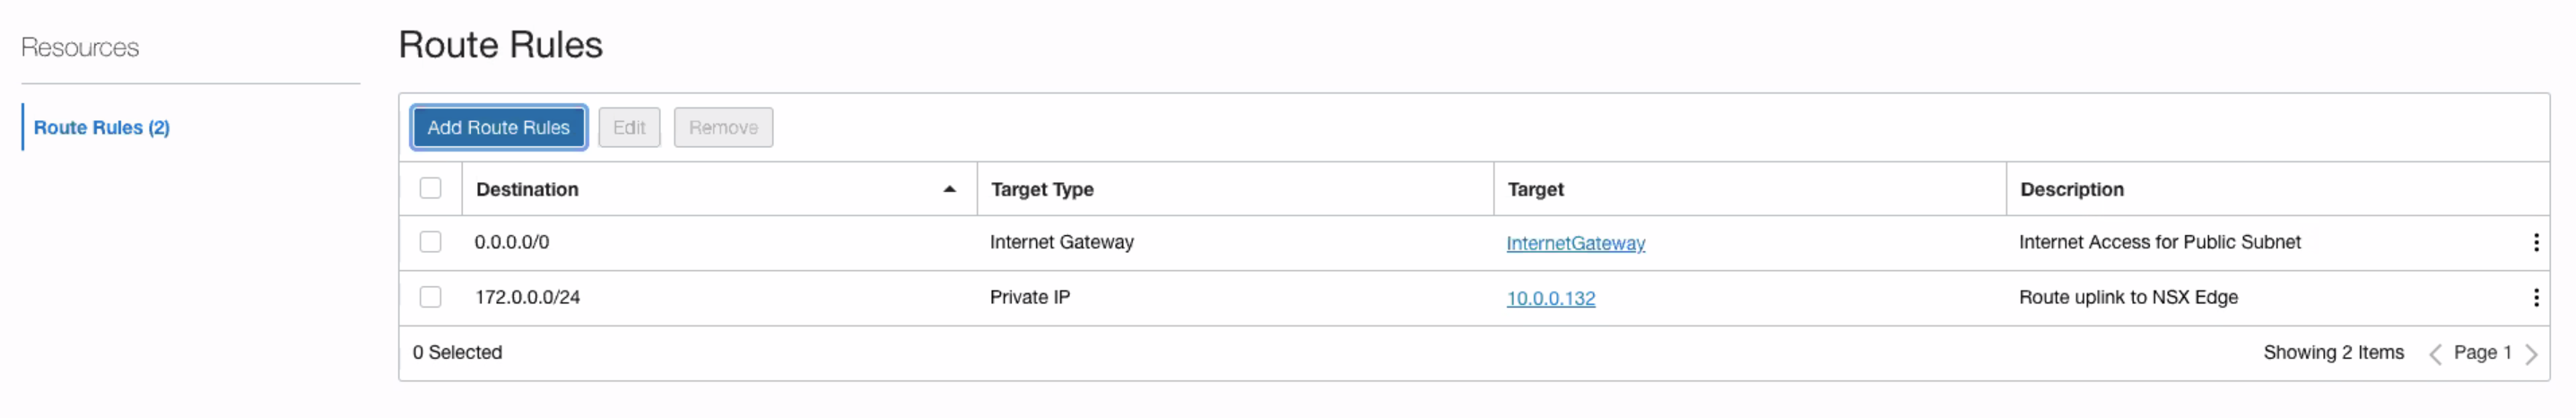 Resources
Route Rules (2)
Route Rules
Add Route Rules Edit Remove
Destination Target Type Target Description
0.0.0.0/0 Internet Gateway InternetGateway Internet Access for Public Subnet
172.0.0.0/24 Private IP 10.0.0.132 Route uplink to NSX Edge
0 Selected Showing 2 Items Page 1